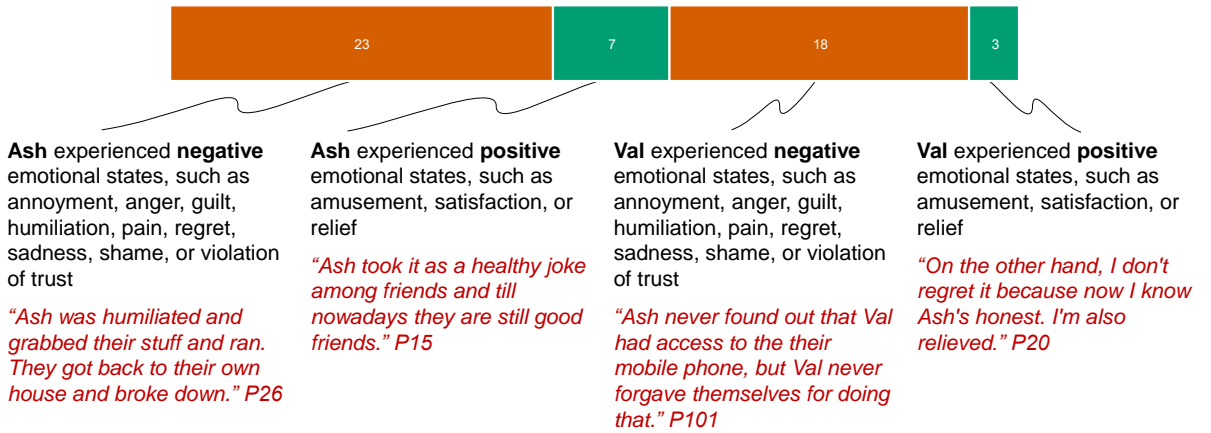 23
7
18
3
Ash experienced negative
emotional states, such as
annoyment, anger, guilt,
humiliation, pain, regret,
sadness, shame, or violation
of trust
“Ash was humiliated and
grabbed their stuff and ran.
They got back to their own
house and broke down.” P26
Ash experienced positive
emotional states, such as
amusement, satisfaction, or
relief
“Ash took it as a healthy joke
among friends and till
nowadays they are still good
friends.” P15
Val experienced negative
emotional states, such as
annoyment, anger, guilt,
humiliation, pain, regret,
sadness, shame, or violation
of trust
“Ash never found out that Val
had access to the their
mobile phone, but Val never
forgave themselves for doing
that.” P101
Val experienced positive
emotional states, such as
amusement, satisfaction, or
relief
“On the other hand, I don't
regret it because now I know
Ash's honest. I'm also
relieved.” P20